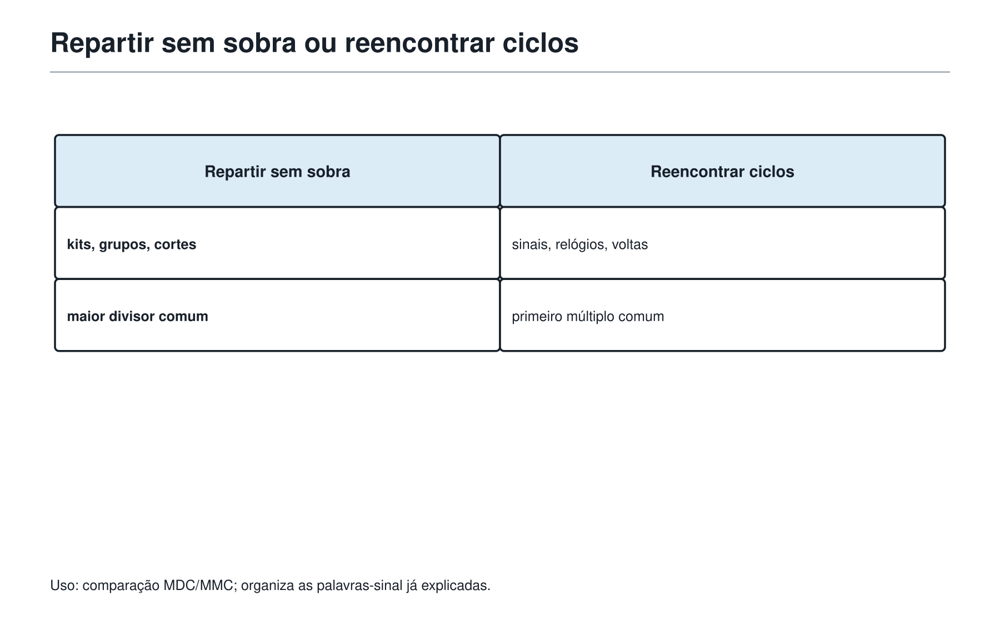 Repartir sem sobra ou reencontrar ciclos
Repartir sem sobra
Reencontrar ciclos
kits, grupos, cortes
sinais, relógios, voltas
maior divisor comum
primeiro múltiplo comum
Uso: comparação MDC/MMC; organiza as palavras-sinal já explicadas.